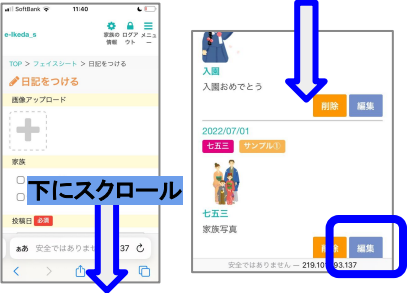 SoftBank 11:40
e-Ikeda_s
家族の情報 ログアウト メニュー
TOP > フェイスシート > 日記をつける
日記をつける
画像アップロード
家族
下にスクロール
投稿日 必須
ぁあ 安全ではありませ 37
入園
入園おめでとう
削除 編集
2022/07/01
七五三 サンプル①
七五三
家族写真
削除 編集
安全ではありません — 219.10 93.137